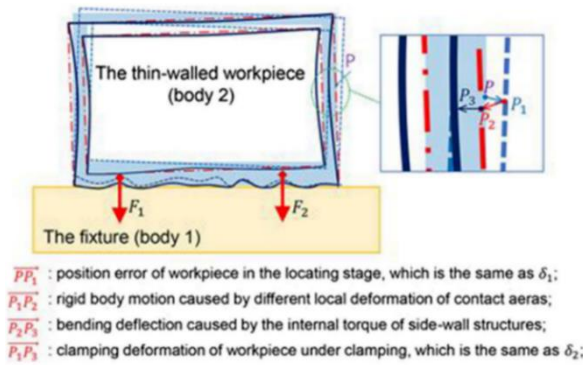 The thin-walled workpiece
(body 2)
P
P
P₃
P₁
P₂
F₁
F₂
The fixture (body 1)
PP₁ : position error of workpiece in the locating stage, which is the same as δ₁;
P₁P₂ : rigid body motion caused by different local deformation of contact aeras;
P₂P₃ : bending deflection caused by the internal torque of side-wall structures;
P₁P₃ : clamping deformation of workpiece under clamping, which is the same as δ₂;